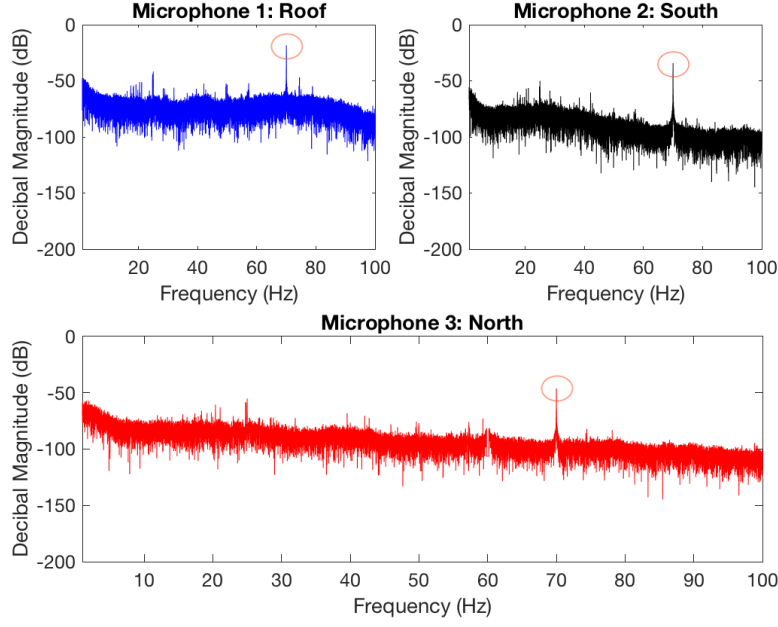 Microphone 1: Roof
0
-50
-100
-150
-200
Decibal Magnitude (dB)
20 40 60 80 100
Frequency (Hz)
Microphone 2: South
0
-50
-100
-150
-200
Decibal Magnitude (dB)
20 40 60 80 100
Frequency (Hz)
Microphone 3: North
0
-50
-100
-150
-200
Decibal Magnitude (dB)
10 20 30 40 50 60 70 80 90 100
Frequency (Hz)